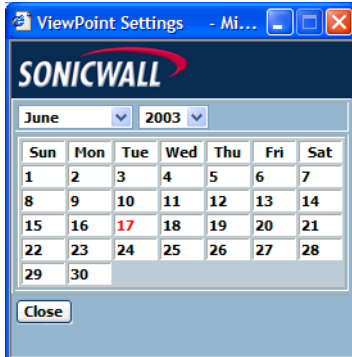 ViewPoint Settings - Mi...
SONICWALL
June 2003
Sun Mon Tue Wed Thu Fri Sat
1 2 3 4 5 6 7
8 9 10 11 12 13 14
15 16 17 18 19 20 21
22 23 24 25 26 27 28
29 30
Close